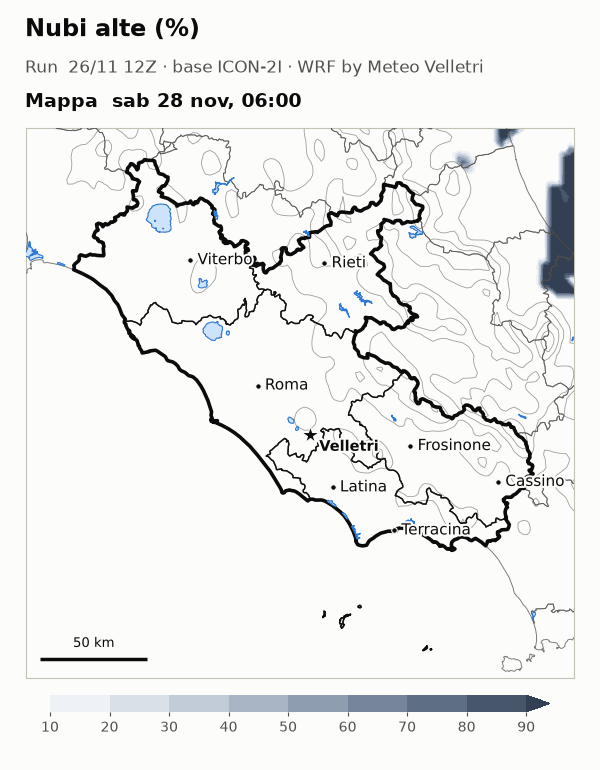 Nubi alte (%)
Run 26/11 12Z · base ICON-2I · WRF by Meteo Velletri
Mappa sab 28 nov, 06:00
Viterbo
Rieti
Roma
Velletri
Frosinone
Cassino
Latina
Terracina
50 km
10 20 30 40 50 60 70 80 90